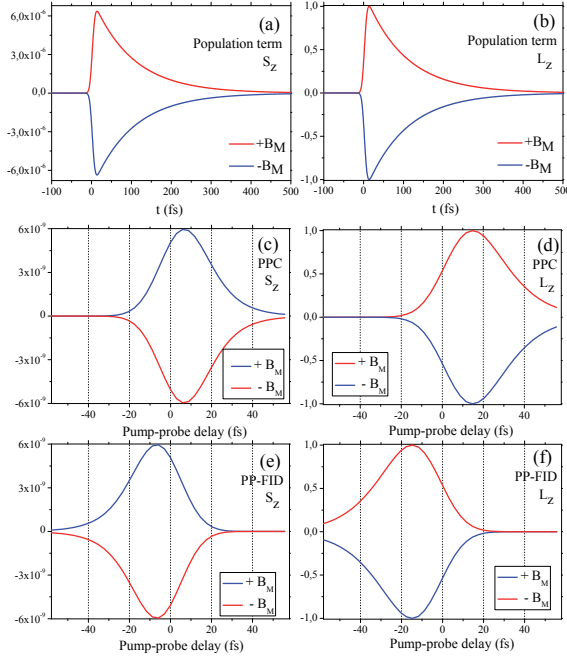 (a)
Population term
S_z
6,0x10⁻⁶
3,0x10⁻⁶
0,0
-3,0x10⁻⁶
-6,0x10⁻⁶
+B_M
-B_M
-100 0 100 200 300 400 500
t (fs)
(b)
Population term
L_z
1,0
0,5
0,0
-0,5
-1,0
+B_M
-B_M
-100 0 100 200 300 400 500
t (fs)
(c)
PPC
S_z
6x10⁻⁹
3x10⁻⁹
0
-3x10⁻⁹
-6x10⁻⁹
+ B_M
- B_M
-40 -20 0 20 40
Pump-probe delay (fs)
(d)
PPC
L_z
1,0
0,5
0,0
-0,5
-1,0
+ B_M
- B_M
-40 -20 0 20 40
Pump-probe delay (fs)
(e)
PP-FID
S_z
6x10⁻⁹
3x10⁻⁹
0
-3x10⁻⁹
-6x10⁻⁹
+ B_M
- B_M
-40 -20 0 20 40
Pump-probe delay (fs)
(f)
PP-FID
L_z
1,0
0,5
0,0
-0,5
-1,0
+ B_M
- B_M
-40 -20 0 20 40
Pump-probe delay (fs)